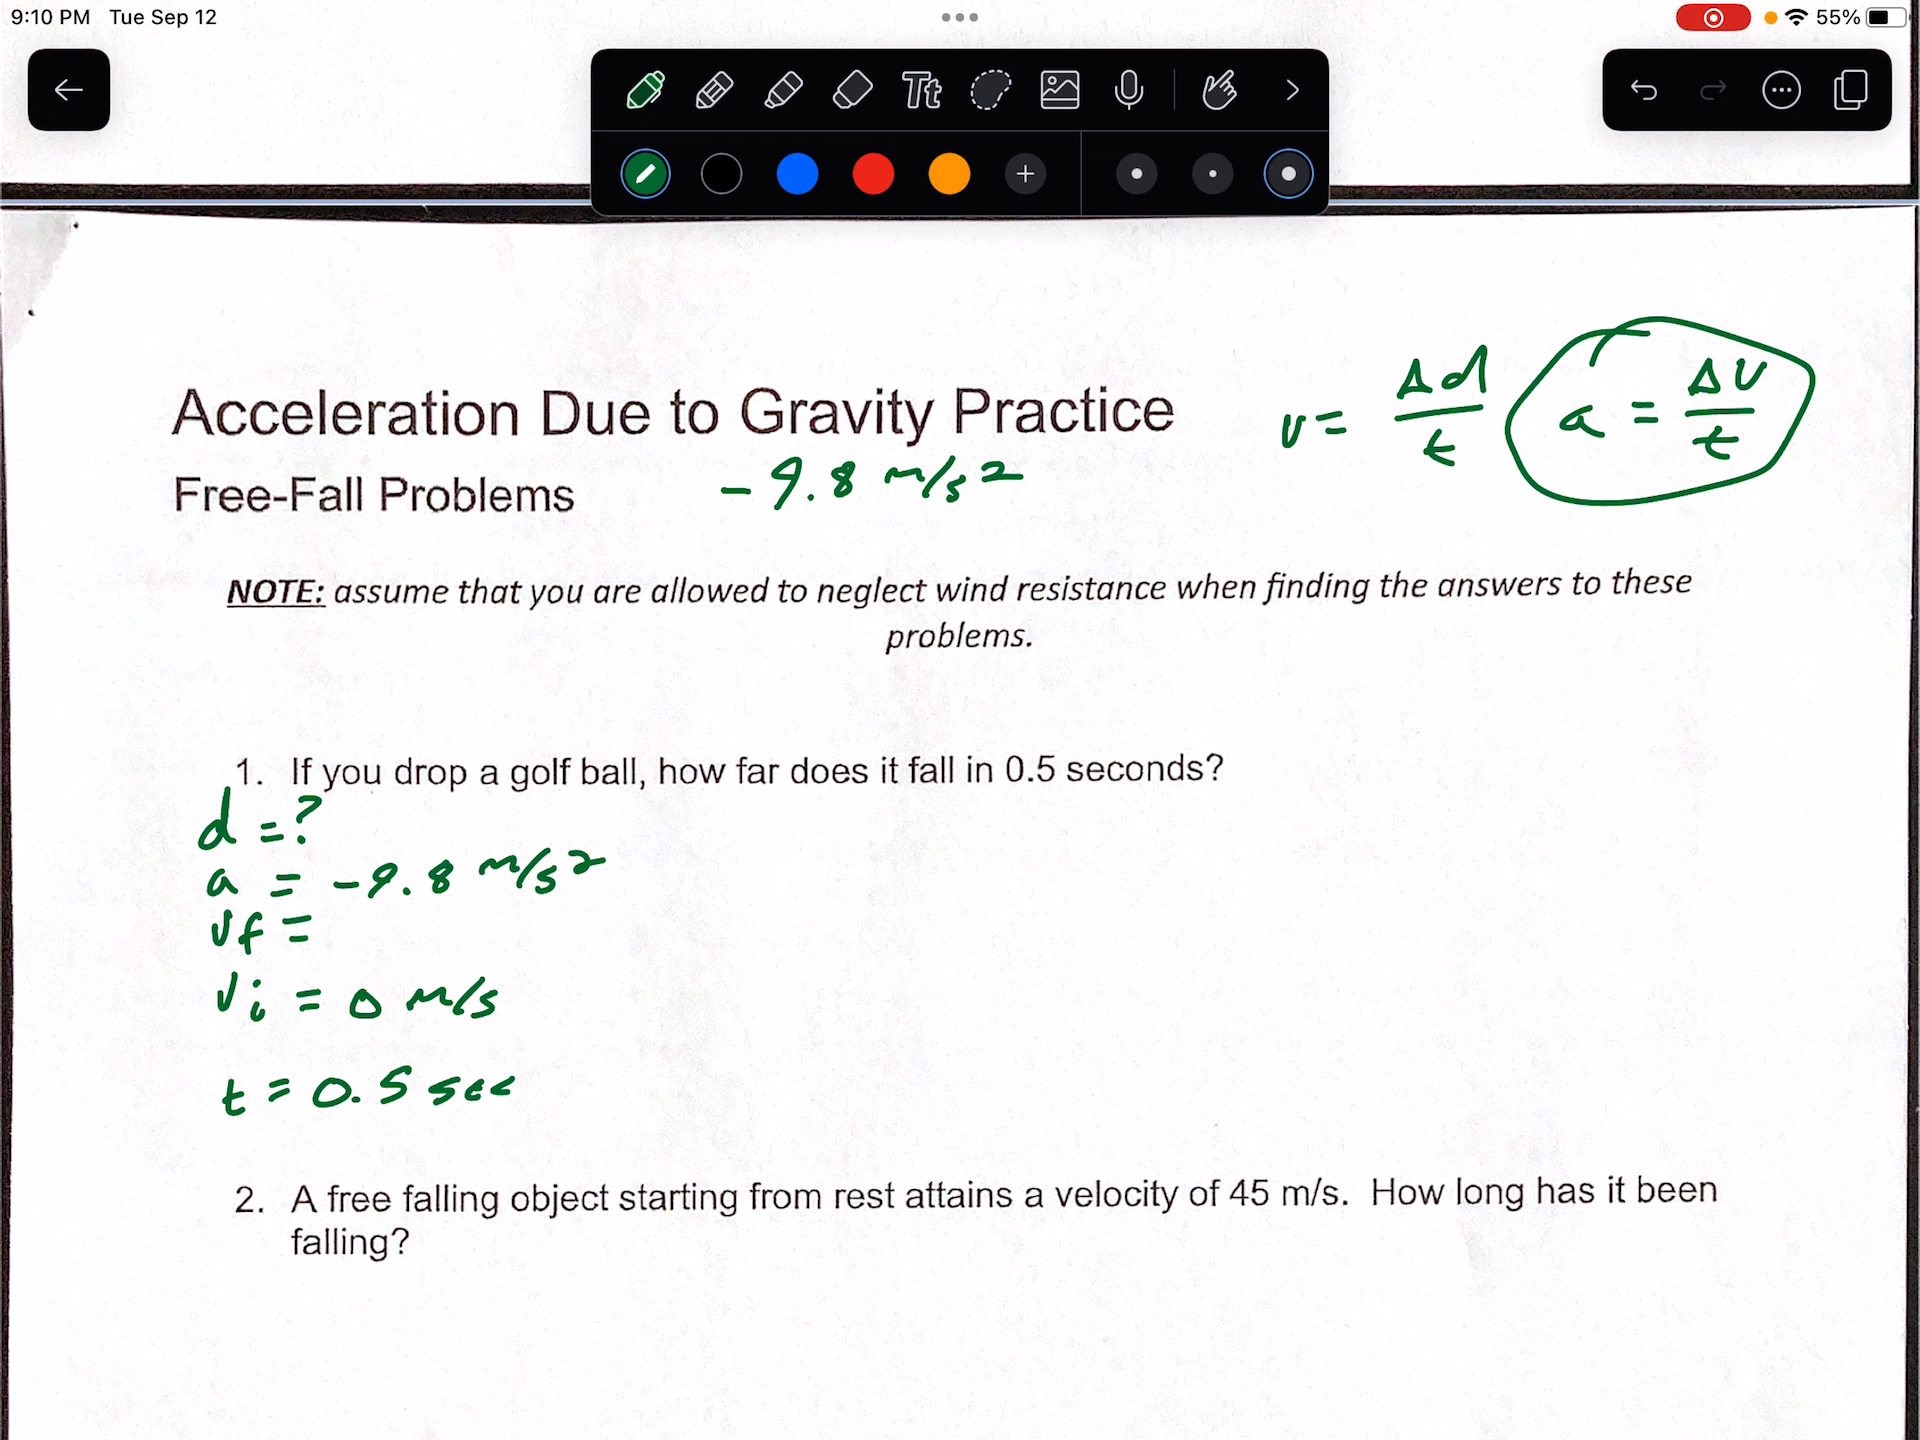 9:10 PM Tue Sep 12
55%
Tt
Acceleration Due to Gravity Practice
v = Δd/t
a = Δv/t
Free-Fall Problems
-9.8 m/s²
NOTE: assume that you are allowed to neglect wind resistance when finding the answers to these
problems.
1. If you drop a golf ball, how far does it fall in 0.5 seconds?
d = ?
a = -9.8 m/s²
vf =
vi = 0 m/s
t = 0.5 sec
2. A free falling object starting from rest attains a velocity of 45 m/s. How long has it been
falling?